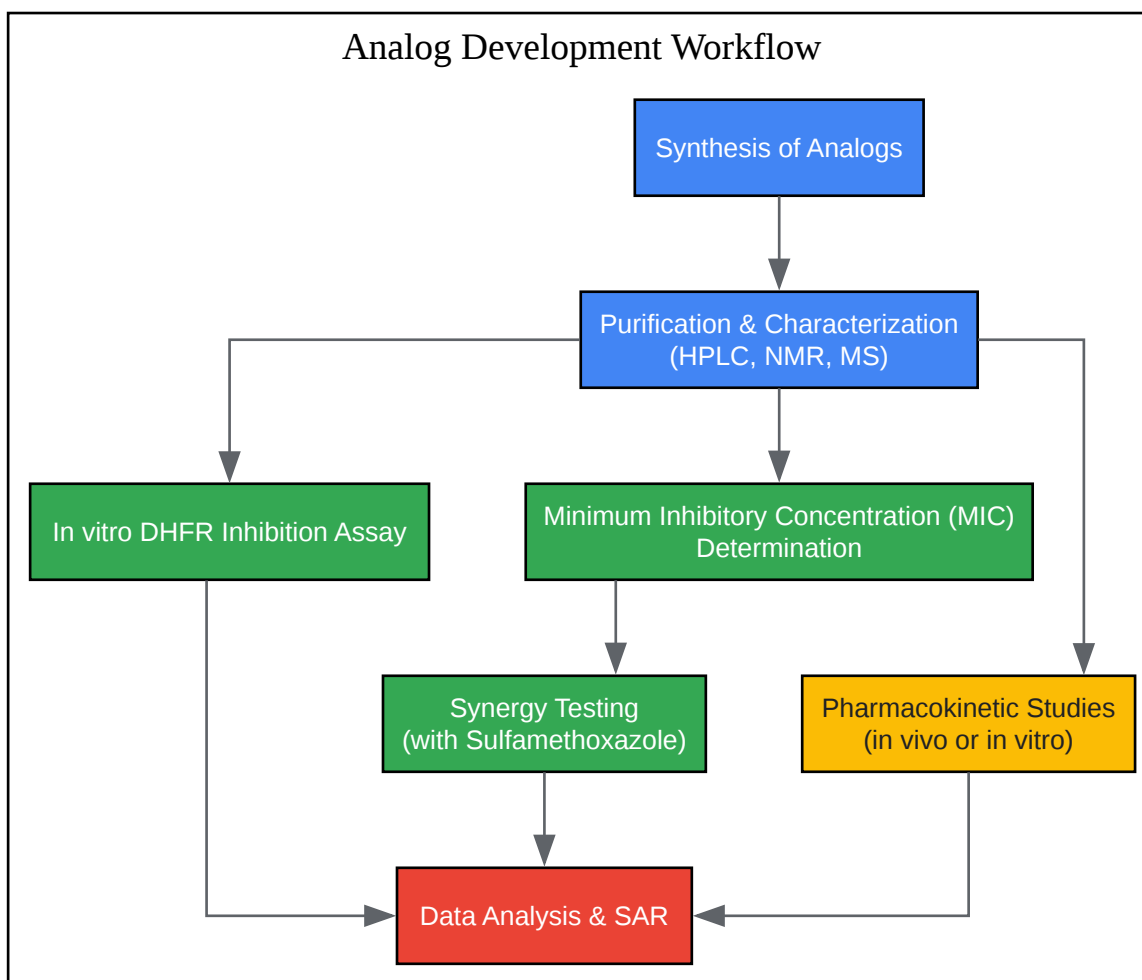 Analog Development Workflow
Synthesis of Analogs
Purification & Characterization
(HPLC, NMR, MS)
In vitro DHFR Inhibition Assay
Minimum Inhibitory Concentration (MIC)
Determination
Synergy Testing
(with Sulfamethoxazole)
Pharmacokinetic Studies
(in vivo or in vitro)
Data Analysis & SAR